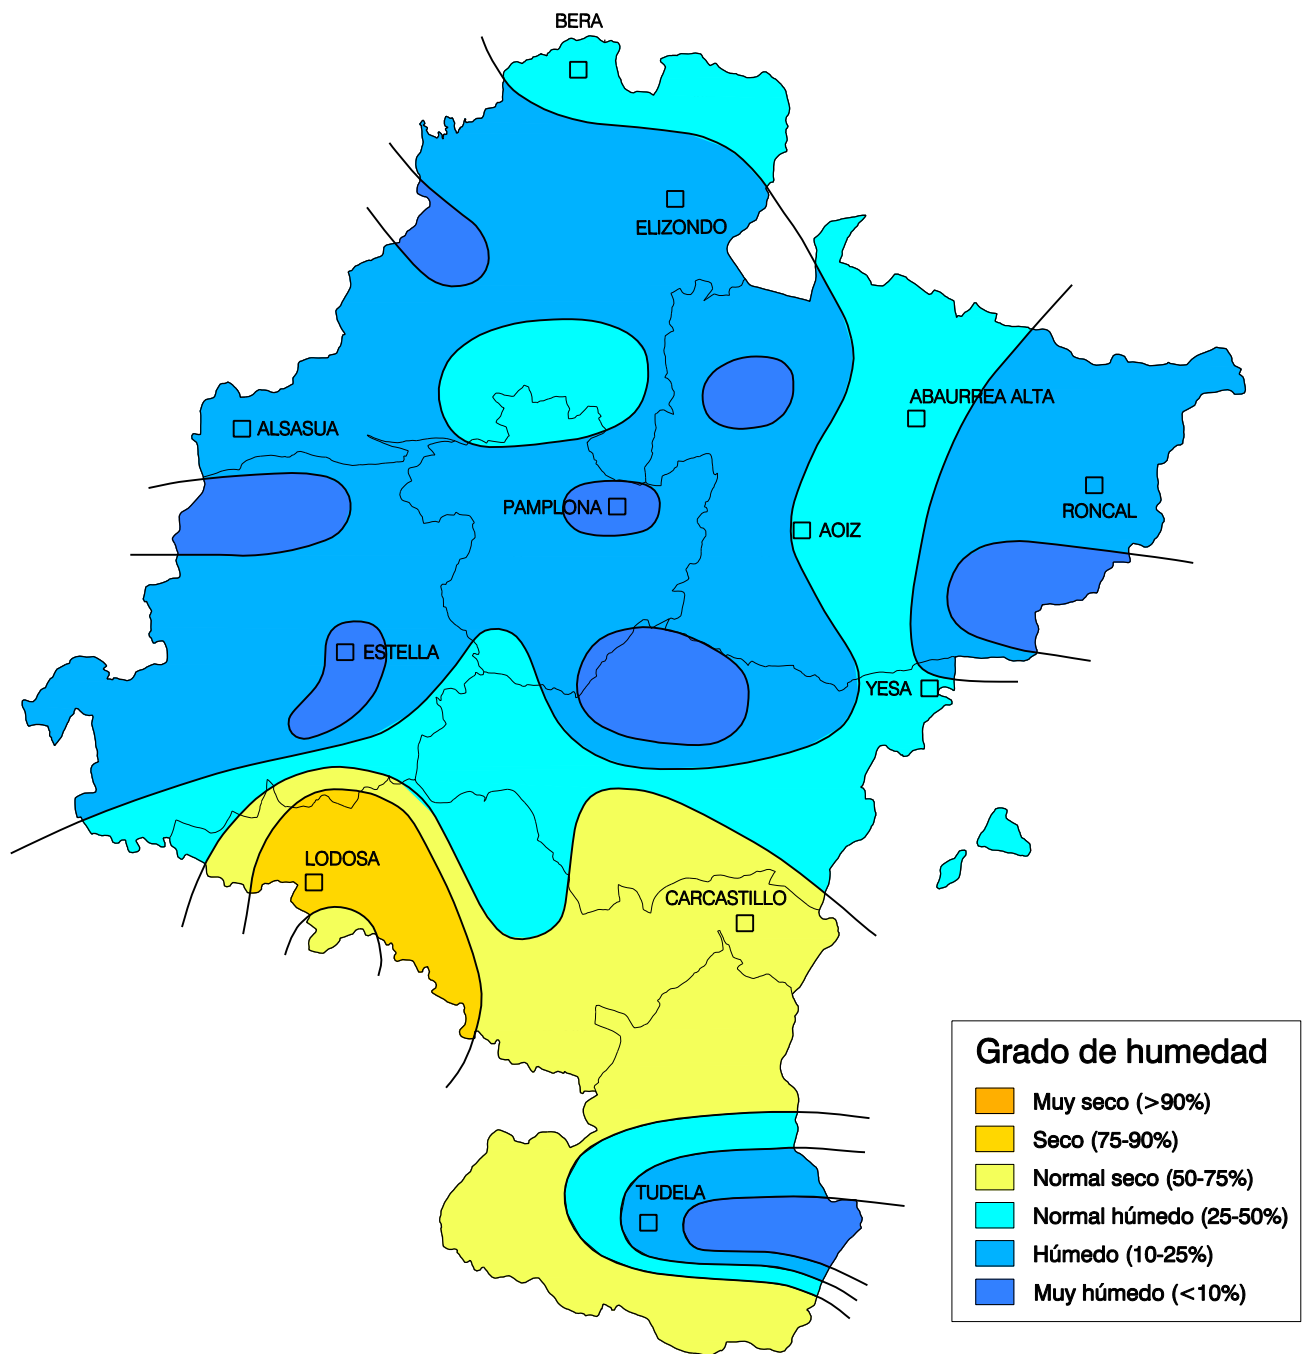 BERA
ELIZONDO
ABAURREA ALTA
ALSASUA
PAMPLONA
RONCAL
AOIZ
ESTELLA
YESA
LODOSA
CARCASTILLO
TUDELA
Grado de humedad
Muy seco (>90%)
Seco (75-90%)
Normal seco (50-75%)
Normal húmedo (25-50%)
Húmedo (10-25%)
Muy húmedo (<10%)